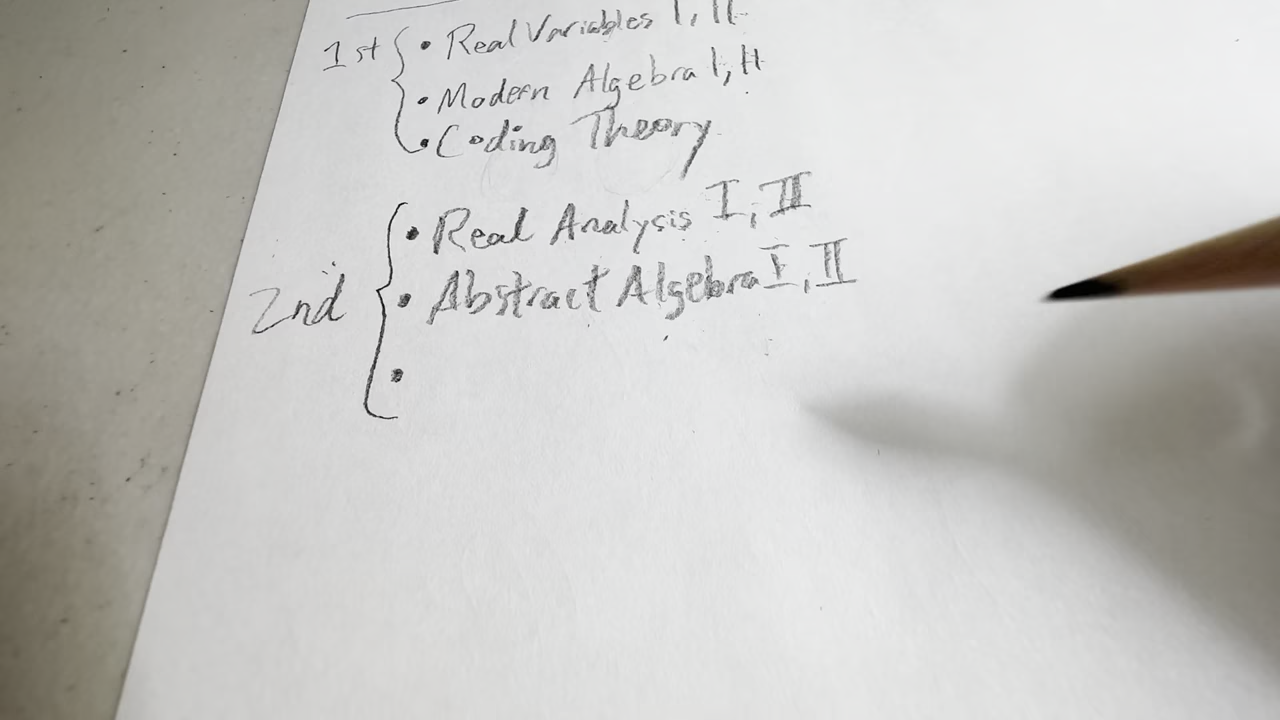 1st { • Real Variables I, II
• Modern Algebra I, II
• Coding Theory
2nd { • Real Analysis I, II
• Abstract Algebra I, II
•